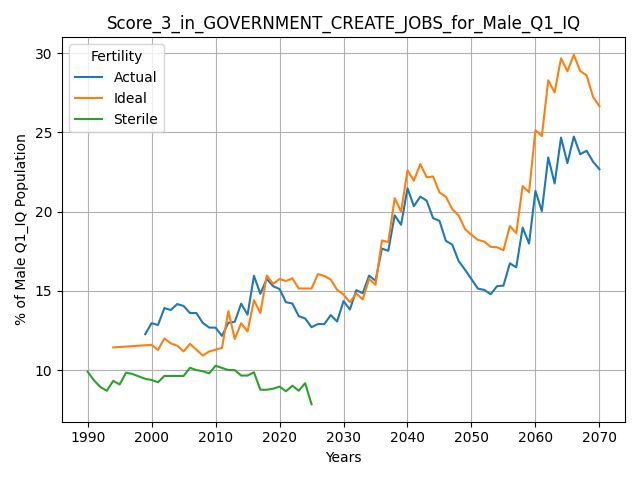 Score_3_in_GOVERNMENT_CREATE_JOBS_for_Male_Q1_IQ
Fertility
Actual
Ideal
Sterile
% of Male Q1_IQ Population
30
25
20
15
10
1990 2000 2010 2020 2030 2040 2050 2060 2070
Years